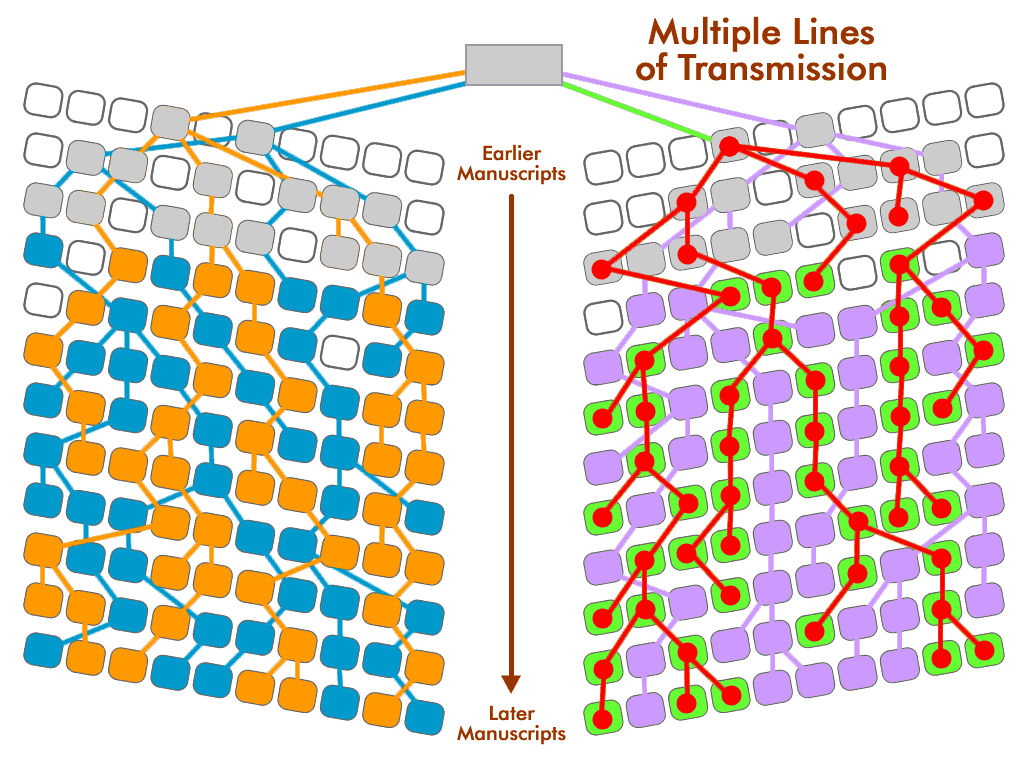 Multiple Lines
of Transmission
Earlier
Manuscripts
Later
Manuscripts